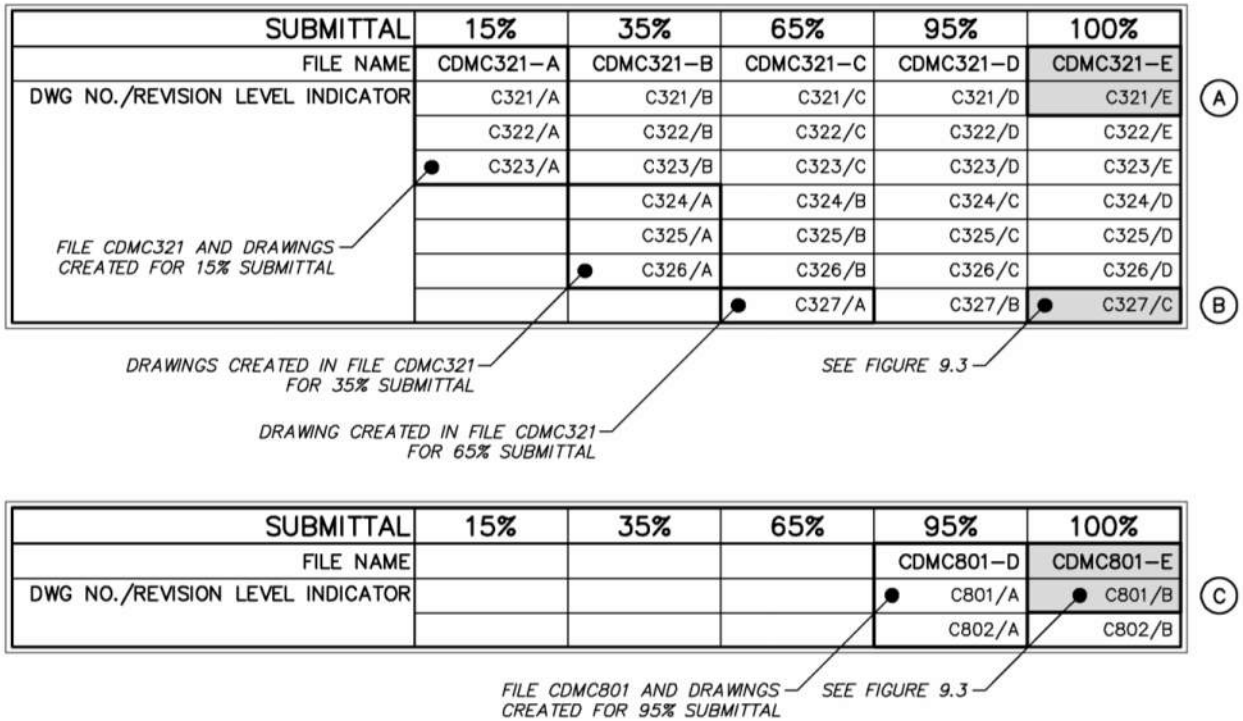 SUBMITTAL 15% 35% 65% 95% 100%
FILE NAME CDMC321-A CDMC321-B CDMC321-C CDMC321-D CDMC321-E
DWG NO./REVISION LEVEL INDICATOR C321/A C321/B C321/C C321/D C321/E A
C322/A C322/B C322/C C322/D C322/E
C323/A C323/B C323/C C323/D C323/E
C324/A C324/B C324/C C324/D
FILE CDMC321 AND DRAWINGS C325/A C325/B C325/C C325/D
CREATED FOR 15% SUBMITTAL C326/A C326/B C326/C C326/D
C327/A C327/B C327/C B
DRAWINGS CREATED IN FILE CDMC321 SEE FIGURE 9.3
FOR 35% SUBMITTAL
DRAWING CREATED IN FILE CDMC321
FOR 65% SUBMITTAL
SUBMITTAL 15% 35% 65% 95% 100%
FILE NAME CDMC801-D CDMC801-E
DWG NO./REVISION LEVEL INDICATOR C801/A C801/B C
C802/A C802/B
FILE CDMC801 AND DRAWINGS SEE FIGURE 9.3
CREATED FOR 95% SUBMITTAL